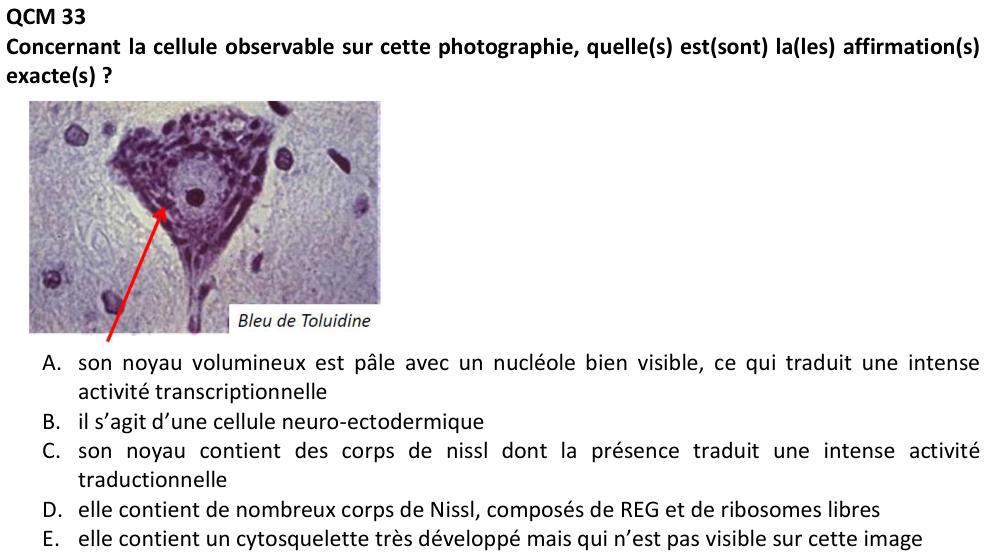 QCM 33
Concernant la cellule observable sur cette photographie, quelle(s) est(sont) la(les) affirmation(s)
exacte(s) ?
Bleu de Toluidine
A. son noyau volumineux est pâle avec un nucléole bien visible, ce qui traduit une intense
activité transcriptionnelle
B. il s’agit d’une cellule neuro-ectodermique
C. son noyau contient des corps de nissl dont la présence traduit une intense activité
traductionnelle
D. elle contient de nombreux corps de Nissl, composés de REG et de ribosomes libres
E. elle contient un cytosquelette très développé mais qui n’est pas visible sur cette image